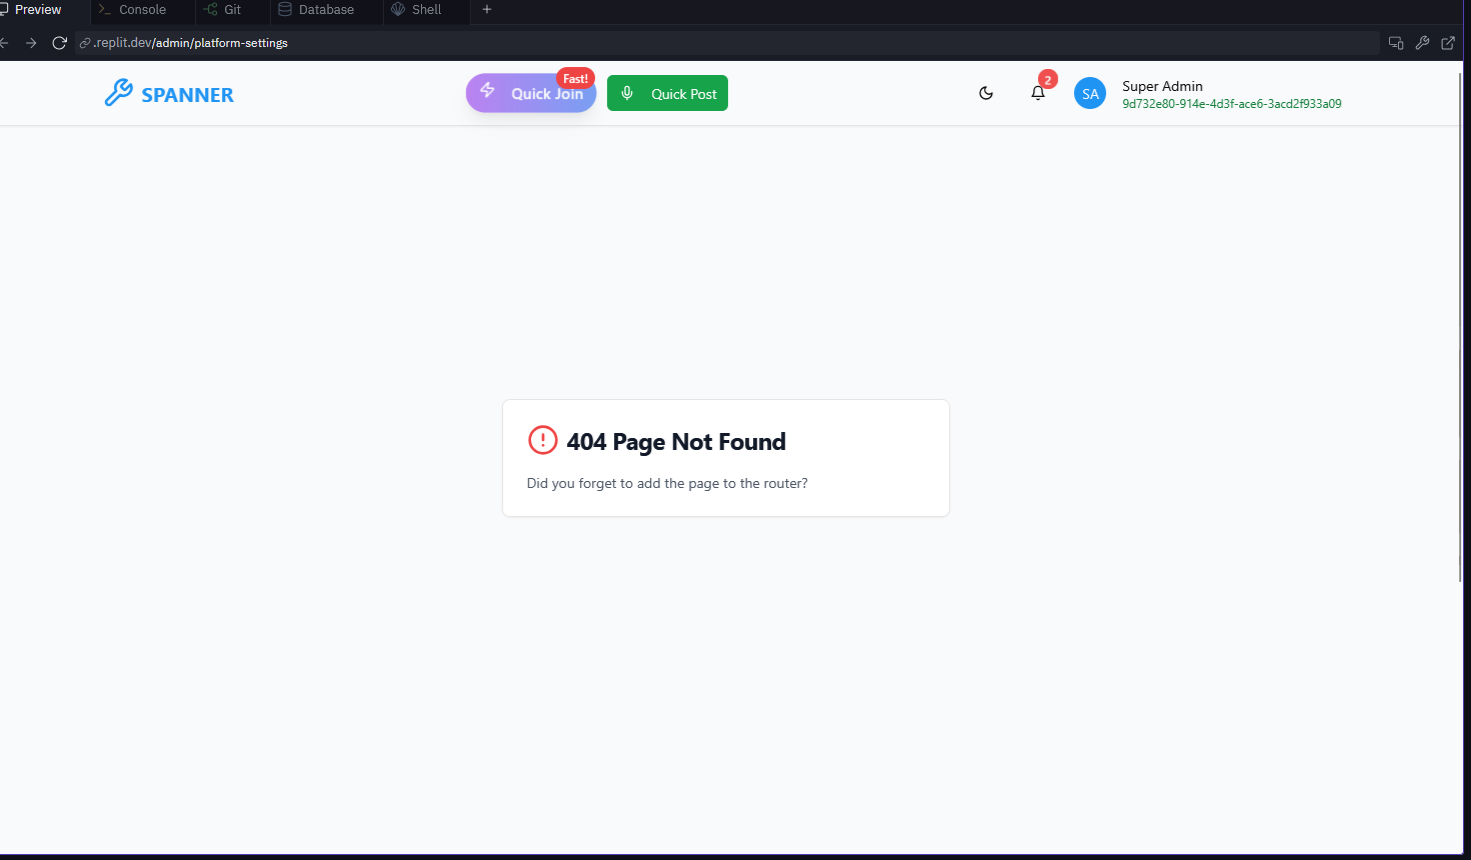 Preview
Console
Git
Database
Shell
.replit.dev/admin/platform-settings
SPANNER
Quick Join
Fast!
Quick Post
2
SA
Super Admin
9d732e80-914e-4d3f-ace6-3acd2f933a09
404 Page Not Found
Did you forget to add the page to the router?